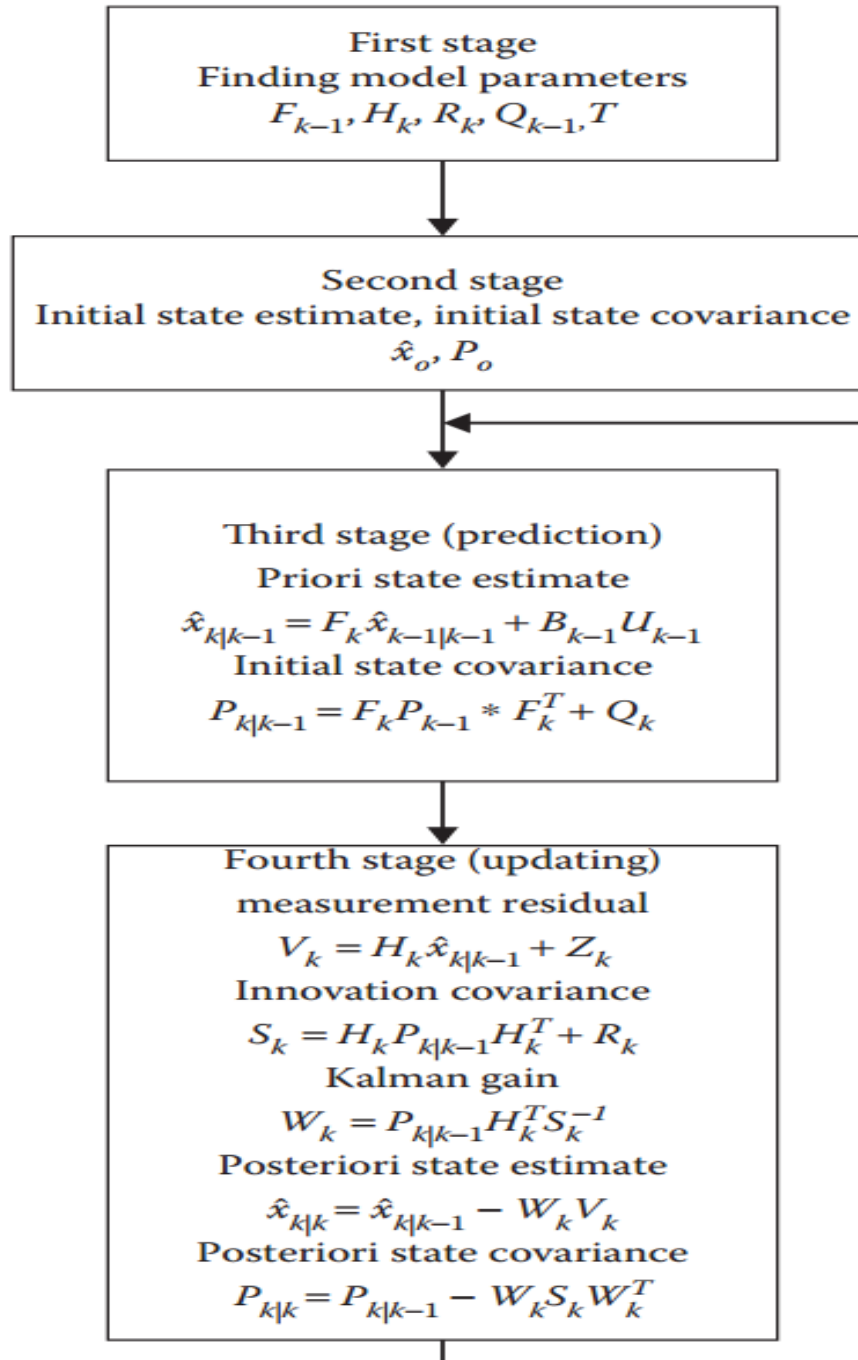 First stage
Finding model parameters
F_{k−1}, H_k, R_k, Q_{k−1}, T
Second stage
Initial state estimate, initial state covariance
x̂_o, P_o
Third stage (prediction)
Priori state estimate
x̂_{k|k−1} = F_k x̂_{k−1|k−1} + B_{k−1} U_{k−1}
Initial state covariance
P_{k|k−1} = F_k P_{k−1} * F_k^T + Q_k
Fourth stage (updating)
measurement residual
V_k = H_k x̂_{k|k−1} + Z_k
Innovation covariance
S_k = H_k P_{k|k−1} H_k^T + R_k
Kalman gain
W_k = P_{k|k−1} H_k^T S_k^{−1}
Posteriori state estimate
x̂_{k|k} = x̂_{k|k−1} − W_k V_k
Posteriori state covariance
P_{k|k} = P_{k|k−1} − W_k S_k W_k^T